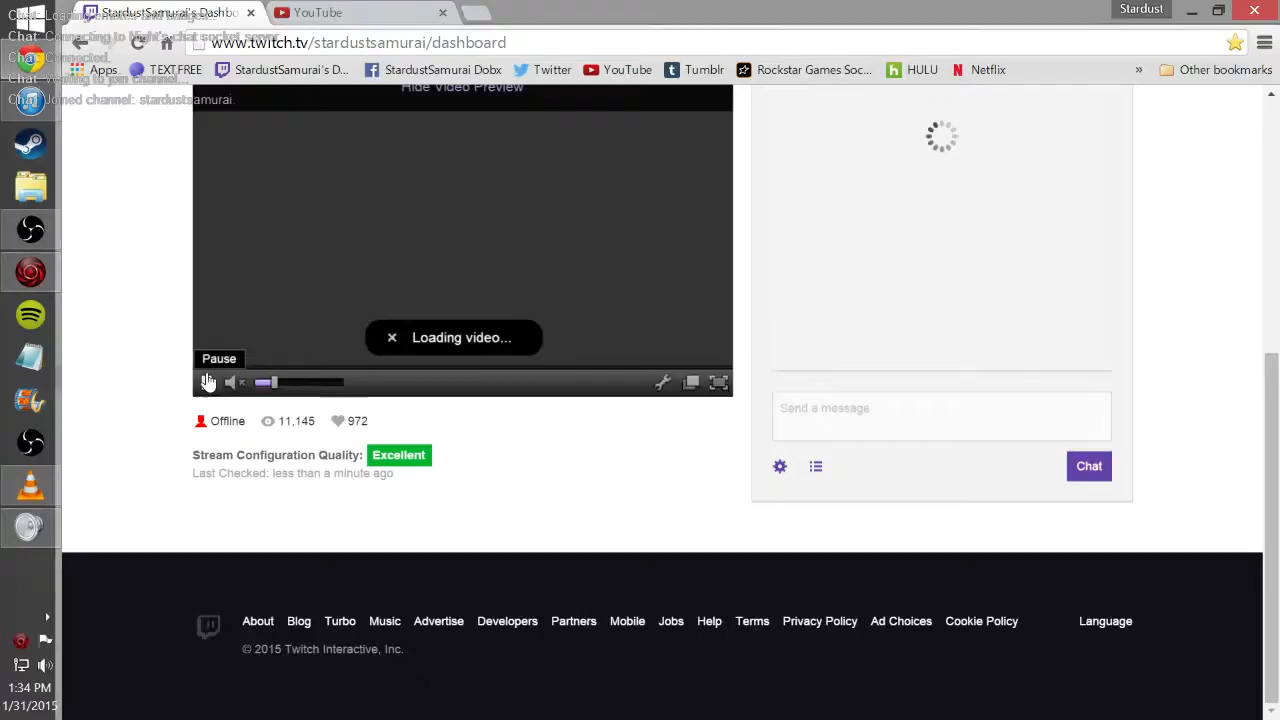 StardustSamurai's Dashbo
YouTube
Stardust
Chat: Connected.
Chat: Joined channel: stardustsamurai.
www.twitch.tv/stardustsamurai/dashboard
Apps
TEXT FREE
StardustSamurai's D...
StardustSamurai Dobx
Twitter
YouTube
Tumblr
Rockstar Games Soc...
HULU
Netflix
»
Other bookmarks
Hide Video Preview
Loading video...
Pause
Offline
11,145
972
Stream Configuration Quality: Excellent
Last Checked: less than a minute ago
Send a message
Chat
About
Blog
Turbo
Music
Advertise
Developers
Partners
Mobile
Jobs
Help
Terms
Privacy Policy
Ad Choices
Cookie Policy
Language
© 2015 Twitch Interactive, Inc.
1:34 PM
1/31/2015